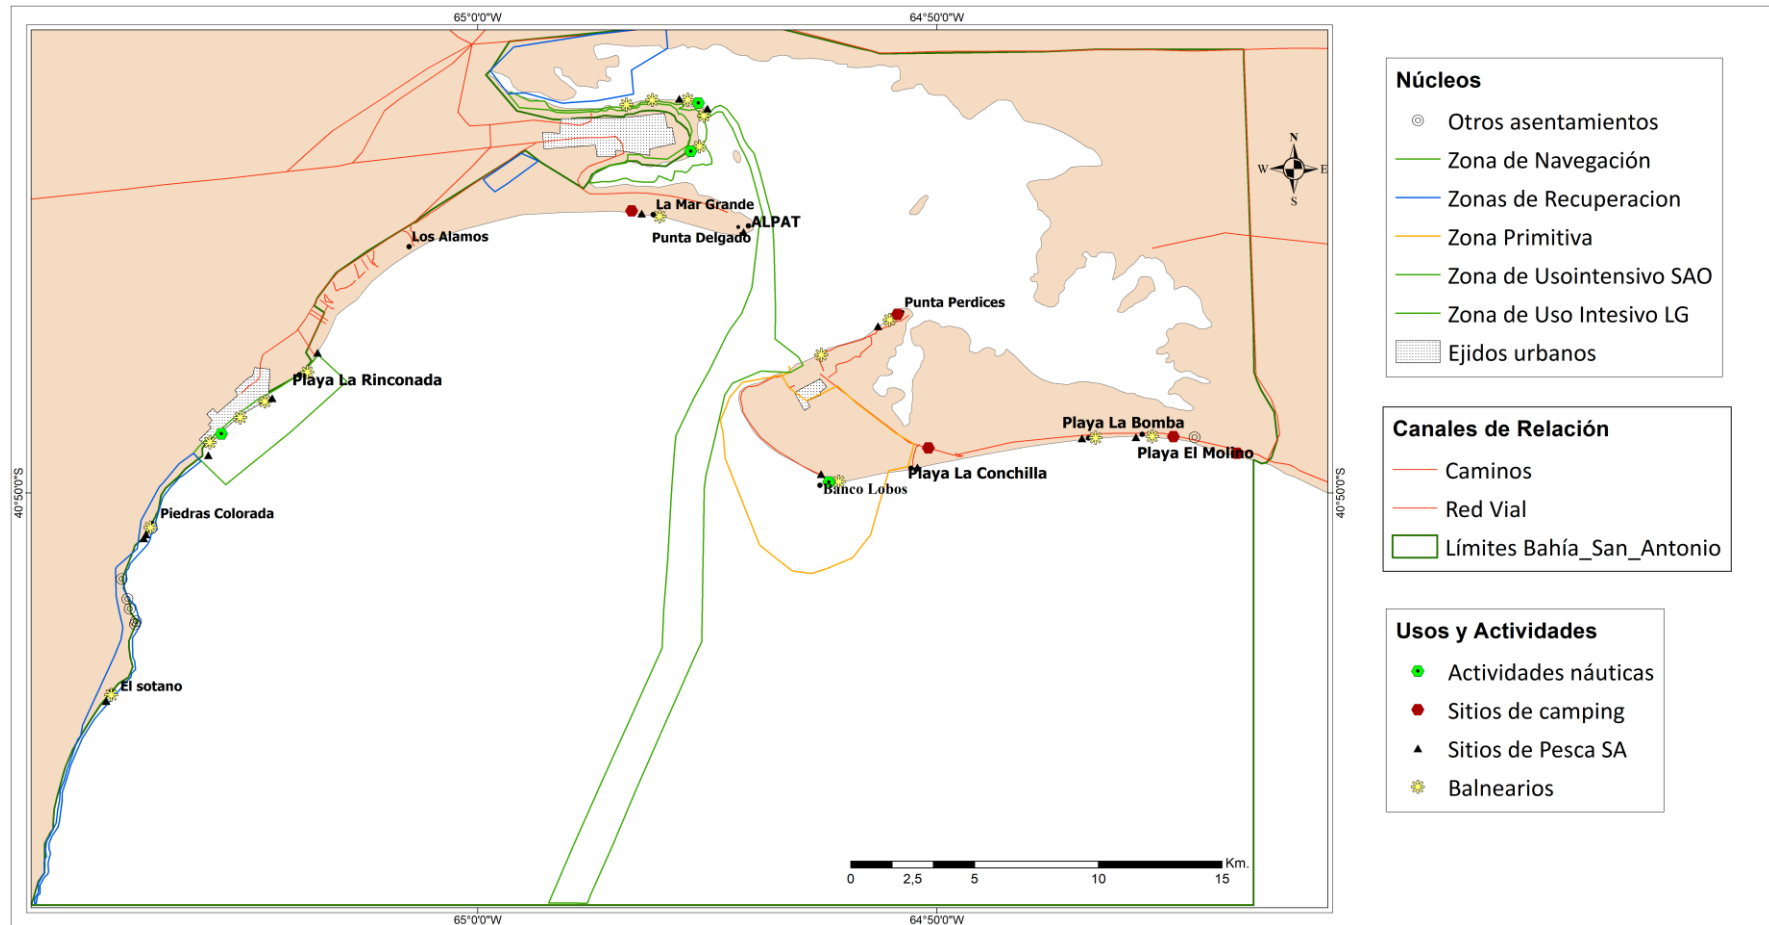 65°0'0"W
64°50'0"W
N
W
E
S
La Mar Grande
ALPAT
Punta Delgado
Los Alamos
Punta Perdices
Playa La Rinconada
Playa La Bomba
Playa El Molino
Playa La Conchilla
Banco Lobos
40°50'0"S
40°50'0"S
Piedras Colorada
El sotano
Km.
0
2,5
5
10
15
65°0'0"W
64°50'0"W
Núcleos
Otros asentamientos
Zona de Navegación
Zonas de Recuperacion
Zona Primitiva
Zona de Usointensivo SAO
Zona de Uso Intesivo LG
Ejidos urbanos
Canales de Relación
Caminos
Red Vial
Límites Bahía_San_Antonio
Usos y Actividades
Actividades náuticas
Sitios de camping
Sitios de Pesca SA
Balnearios